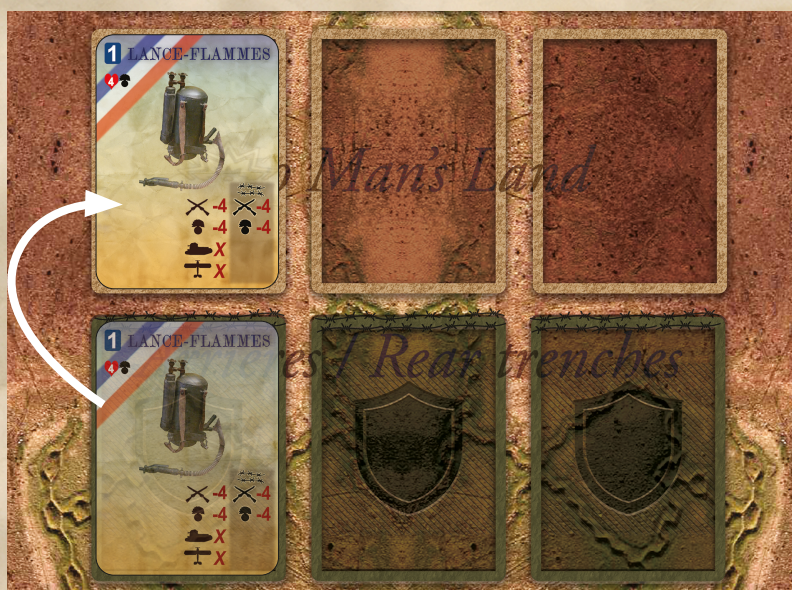 1 LANCE-FLAMMES
4
Man's Land
-4 -4
-4 -4
X
X
1 LANCE-FLAMMES
/ Rear trenches
4
-4 -4
-4 -4
X
X